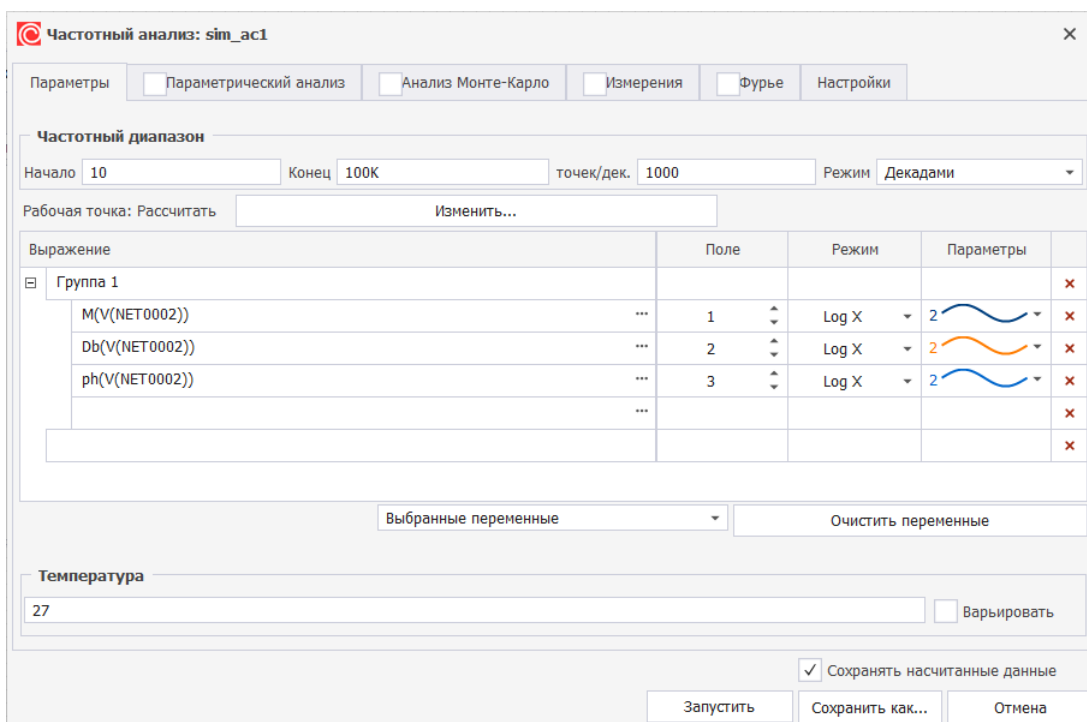 Частотный анализ: sim_ac1
Параметры Параметрический анализ Анализ Монте-Карло Измерения Фурье Настройки
Частотный диапазон
Начало 10 Конец 100K точек/дек. 1000 Режим Декадами
Рабочая точка: Рассчитать Изменить...
Выражение Поле Режим Параметры
Группа 1
M(V(NET0002)) ... 1 Log X 2
Db(V(NET0002)) ... 2 Log X 2
ph(V(NET0002)) ... 3 Log X 2
...
Выбранные переменные Очистить переменные
Температура
27 Варьировать
Сохранять насчитанные данные
Запустить Сохранить как... Отмена